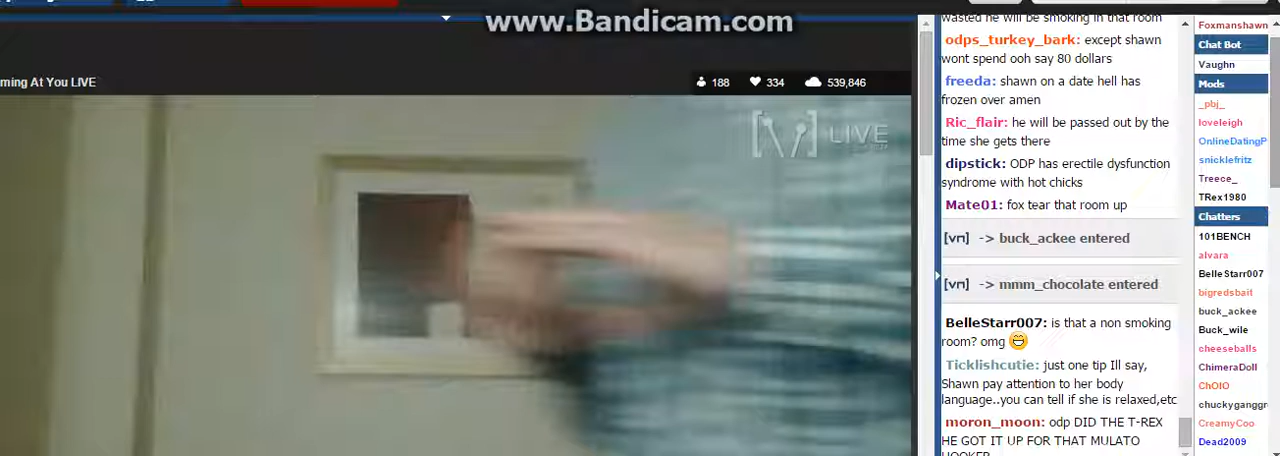 www.Bandicam.com
ming At You LIVE
188 334 539,846
LIVE
wasted he will be smoking in that room
odps_turkey_bark: except shawn
wont spend ooh say 80 dollars
freeda: shawn on a date hell has
frozen over amen
Ric_flair: he will be passed out by the
time she gets there
dipstick: ODP has erectile dysfunction
syndrome with hot chicks
Mate01: fox tear that room up
-> buck_ackee entered
-> mmm_chocolate entered
BelleStarr007: is that a non smoking
room? omg
Ticklishcutie: just one tip Ill say,
Shawn pay attention to her body
language..you can tell if she is relaxed,etc
moron_moon: odp DID THE T-REX
HE GOT IT UP FOR THAT MULATO
HOOKER
Foxmanshawn
Chat Bot
Vaughn
Mods
_pbj_
loveleigh
OnlineDatingP
snicklefritz
Treece_
TRex1980
Chatters
101BENCH
alvara
BelleStarr007
bigredsbait
buck_ackee
Buck_wile
cheeseballs
ChimeraDoll
ChOIO
chuckyganggr
CreamyCoo
Dead2009